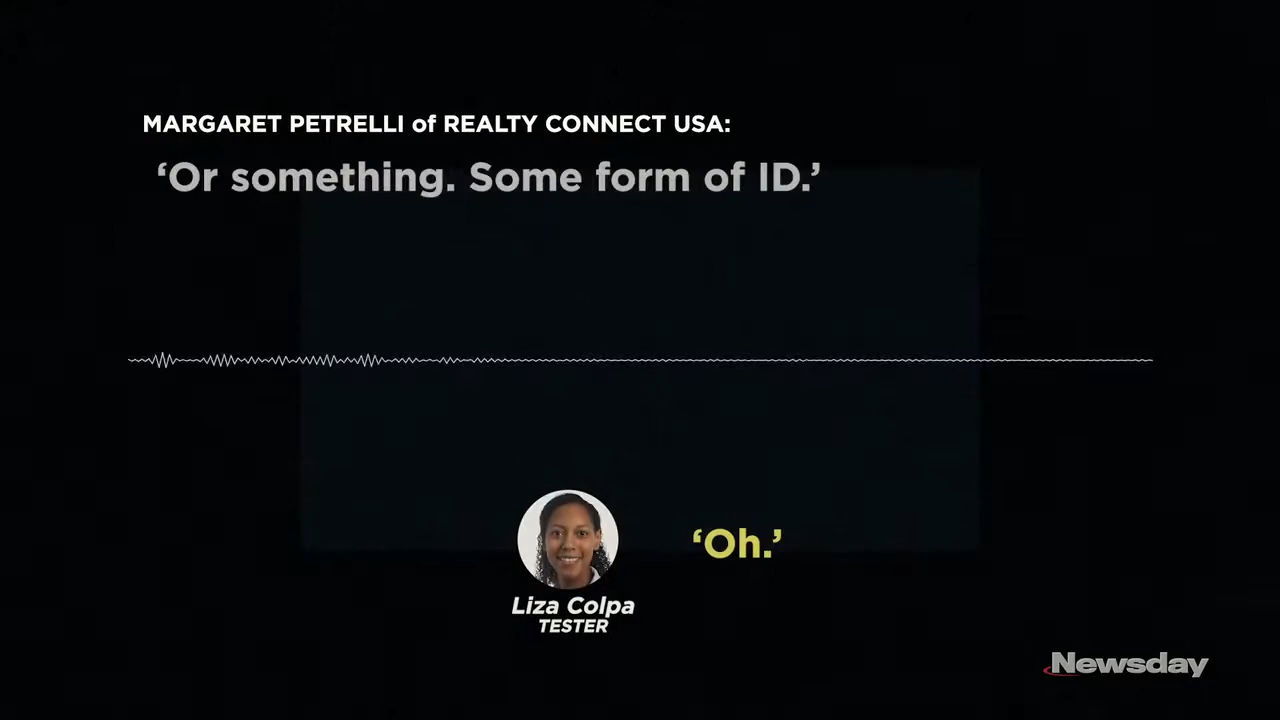 MARGARET PETRELLI of REALTY CONNECT USA:
‘Or something. Some form of ID.’
‘Oh.’
Liza Colpa
TESTER
Newsday